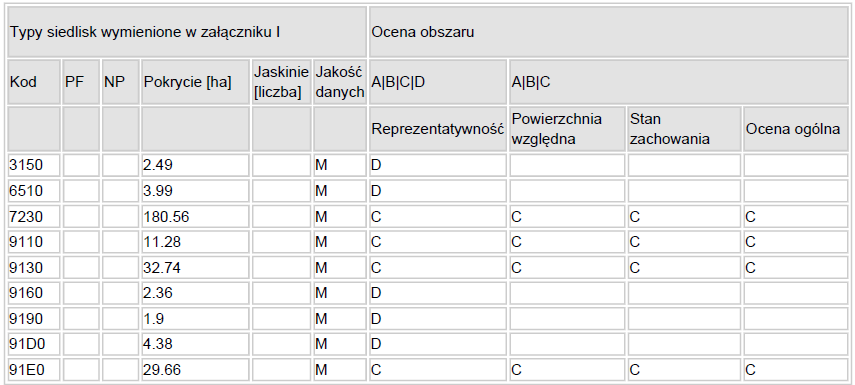 Typy siedlisk wymienione w załączniku I Ocena obszaru
Kod PF NP Pokrycie [ha] Jaskinie [liczba] Jakość danych A|B|C|D A|B|C
Reprezentatywność Powierzchnia względna Stan zachowania Ocena ogólna
3150 2.49 M D
6510 3.99 M D
7230 180.56 M C C C C
9110 11.28 M C C C C
9130 32.74 M C C C C
9160 2.36 M D
9190 1.9 M D
91D0 4.38 M D
91E0 29.66 M C C C C